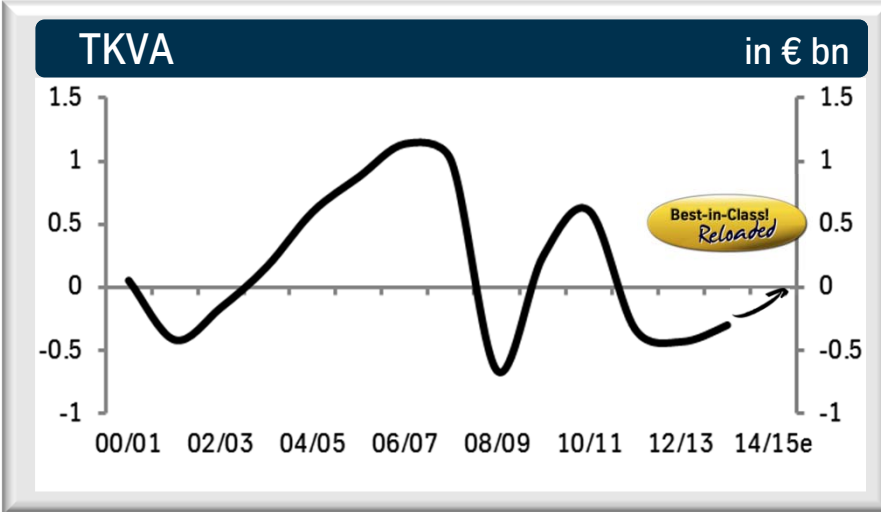 TKVA in € bn
1.5 1.5
1 1
Best-in-Class!
0.5 Reloaded 0.5
0 0
-0.5 -0.5
-1 -1
00/01 02/03 04/05 06/07 08/09 10/11 12/13 14/15e